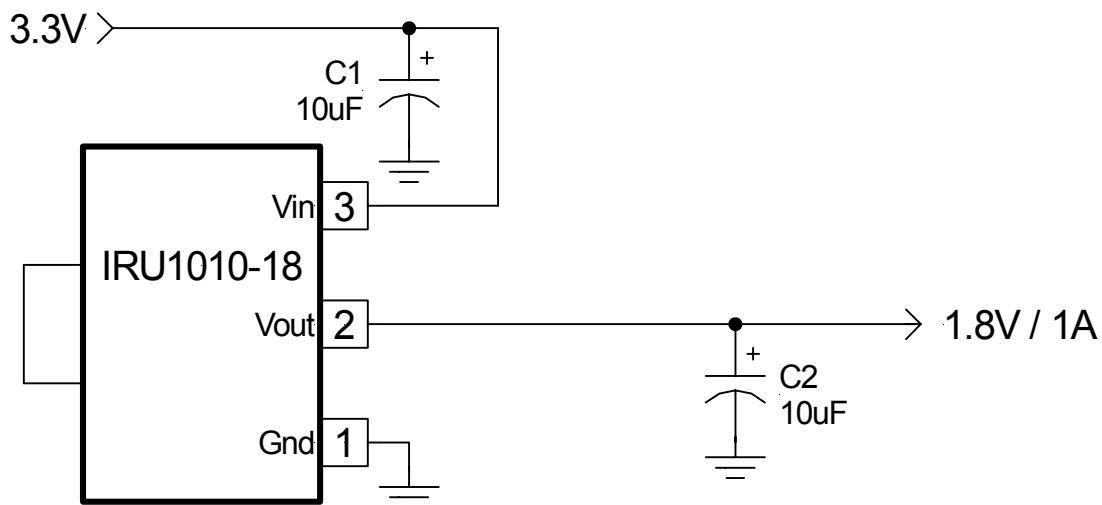 3.3V
+
C1
10uF
Vin 3
IRU1010-18
Vout 2
1.8V / 1A
+
C2
10uF
Gnd 1